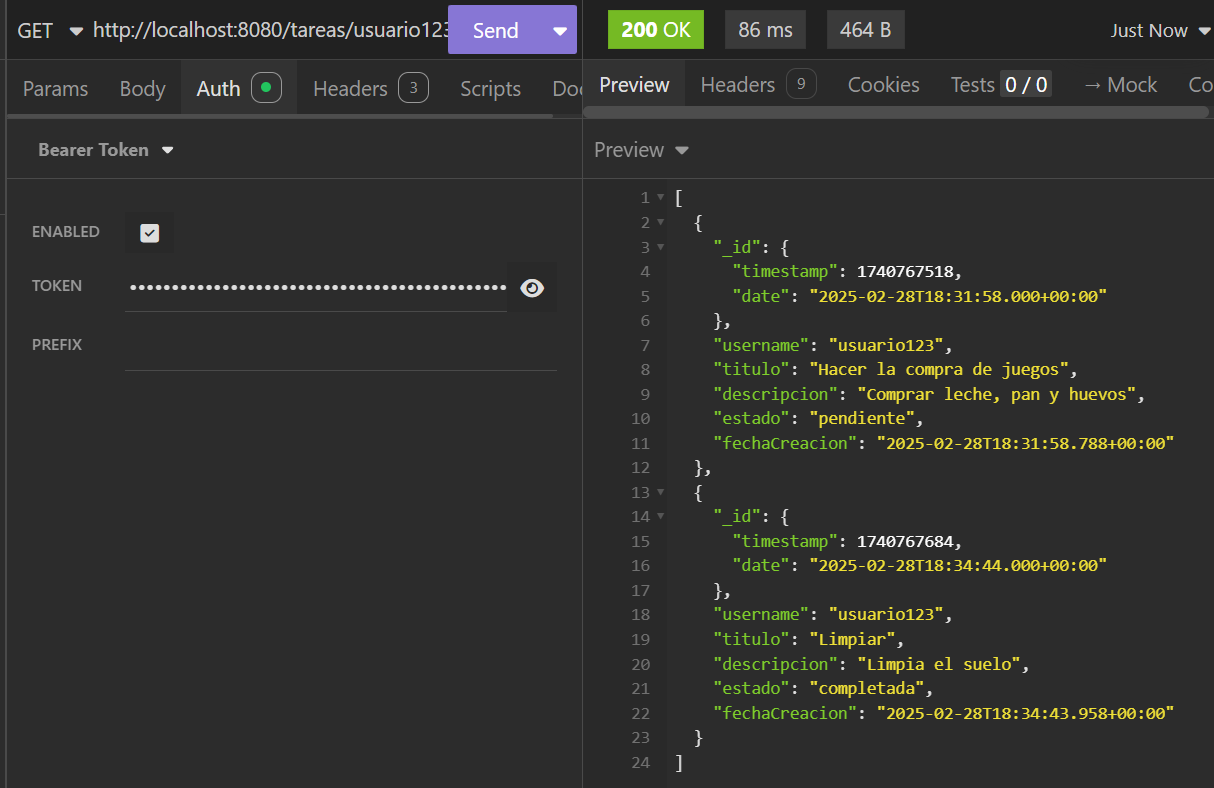 GET http://localhost:8080/tareas/usuario123 Send 200 OK 86 ms 464 B Just Now
Params Body Auth Headers 3 Scripts Doc
Preview Headers 9 Cookies Tests 0 / 0 → Mock Co
Bearer Token
Preview
ENABLED
TOKEN ••••••••••••••••••••••••••••••••••••••••••••
PREFIX
1 [
2 {
3 "_id": {
4 "timestamp": 1740767518,
5 "date": "2025-02-28T18:31:58.000+00:00"
6 },
7 "username": "usuario123",
8 "titulo": "Hacer la compra de juegos",
9 "descripcion": "Comprar leche, pan y huevos",
10 "estado": "pendiente",
11 "fechaCreacion": "2025-02-28T18:31:58.788+00:00"
12 },
13 {
14 "_id": {
15 "timestamp": 1740767684,
16 "date": "2025-02-28T18:34:44.000+00:00"
17 },
18 "username": "usuario123",
19 "titulo": "Limpiar",
20 "descripcion": "Limpia el suelo",
21 "estado": "completada",
22 "fechaCreacion": "2025-02-28T18:34:43.958+00:00"
23 }
24 ]